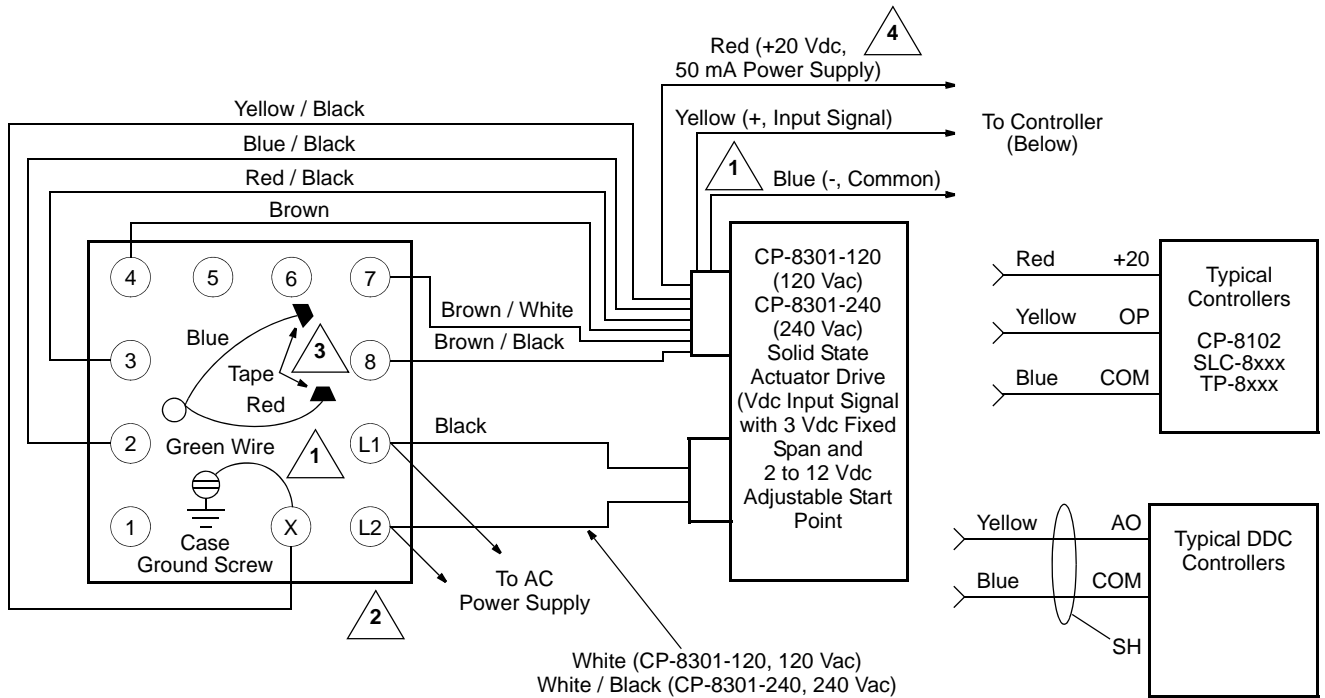 Red (+20 Vdc,
50 mA Power Supply)
4
Yellow / Black
Yellow (+, Input Signal)
To Controller
(Below)
Blue / Black
1
Red / Black
Blue (-, Common)
Brown
4
5
6
7
Brown / White
Blue
3
Tape
3
8
Brown / Black
Red
2
Green Wire
1
L1
Black
1
X
L2
Case
Ground Screw
2
To AC
Power Supply
White (CP-8301-120, 120 Vac)
White / Black (CP-8301-240, 240 Vac)
CP-8301-120
(120 Vac)
CP-8301-240
(240 Vac)
Solid State
Actuator Drive
(Vdc Input Signal
with 3 Vdc Fixed
Span and
2 to 12 Vdc
Adjustable Start
Point
Red +20
Yellow OP
Blue COM
Typical
Controllers
CP-8102
SLC-8xxx
TP-8xxx
Yellow AO
Blue COM
SH
Typical DDC
Controllers